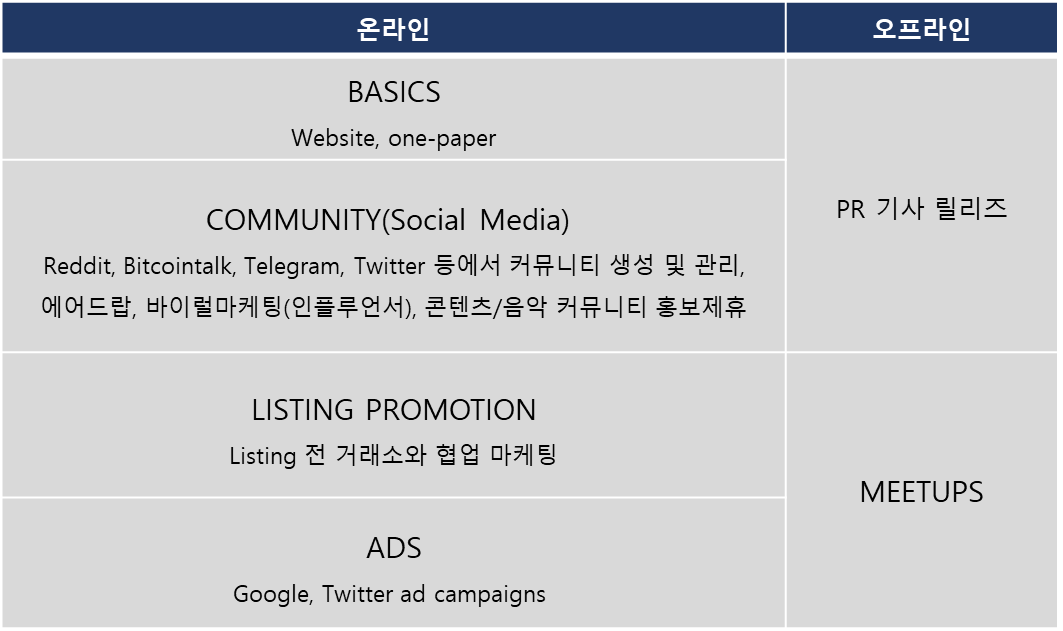 온라인
오프라인
BASICS
Website, one-paper
COMMUNITY(Social Media)
Reddit, Bitcointalk, Telegram, Twitter 등에서 커뮤니티 생성 및 관리,
에어드랍, 바이럴마케팅(인플루언서), 콘텐츠/음악 커뮤니티 홍보제휴
PR 기사 릴리즈
LISTING PROMOTION
Listing 전 거래소와 협업 마케팅
ADS
Google, Twitter ad campaigns
MEETUPS